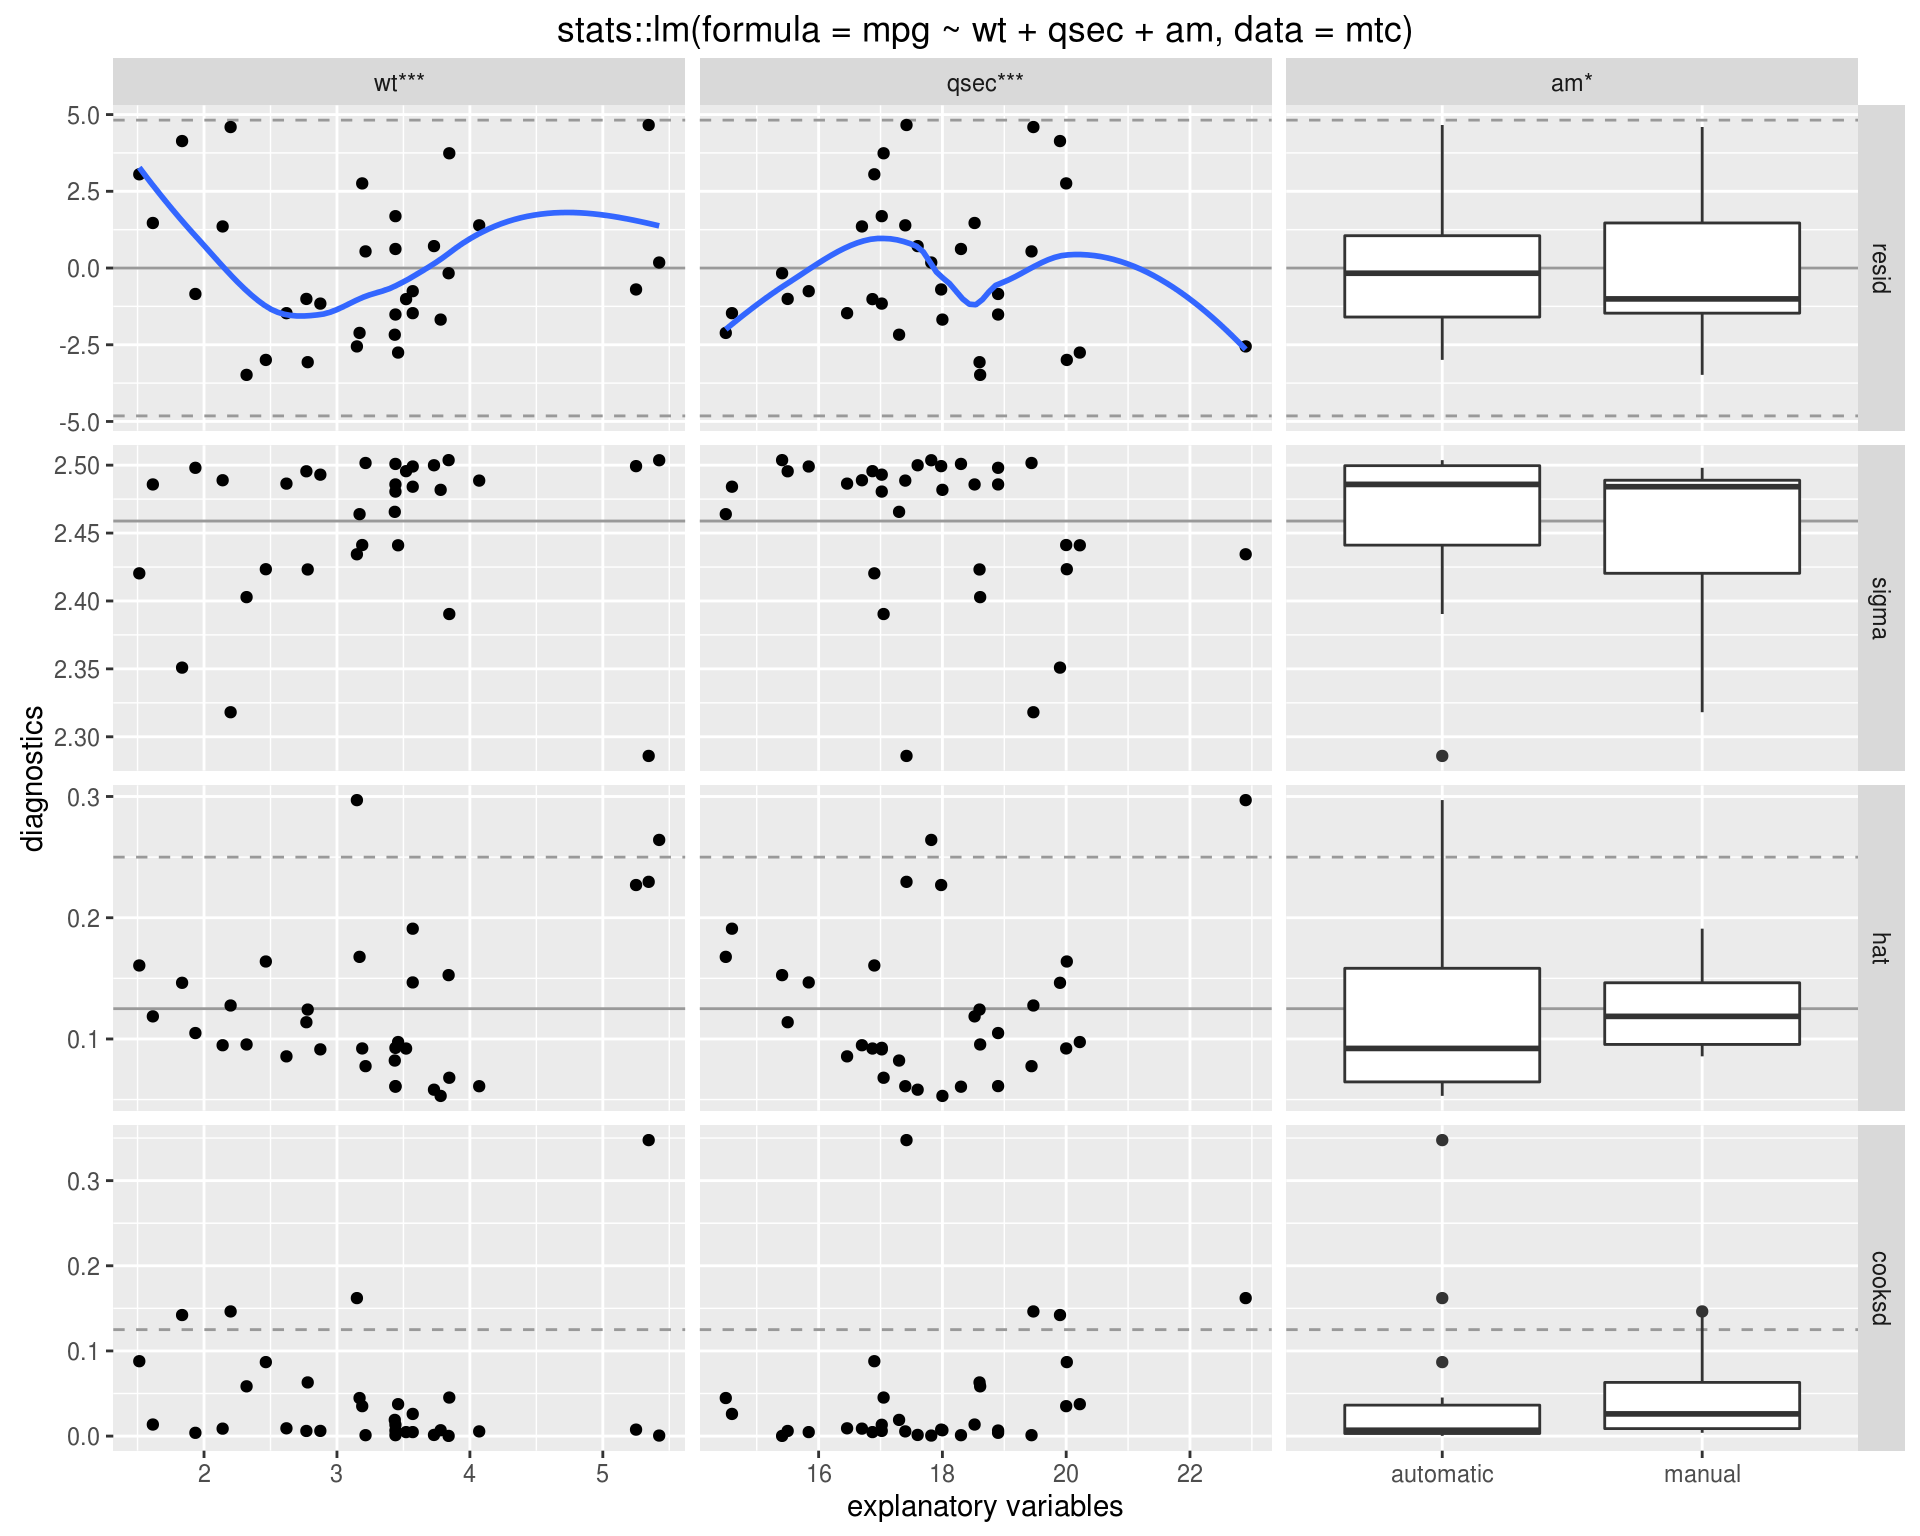 stats::lm(formula = mpg ~ wt + qsec + am, data = mtc)
wt*** qsec*** am*
5.0
2.5
0.0
-2.5
-5.0
resid
2.50
2.45
2.40
2.35
2.30
sigma
0.3
0.2
0.1
hat
0.3
0.2
0.1
0.0
cooksd
diagnostics
2 3 4 5 16 18 20 22 automatic manual
explanatory variables